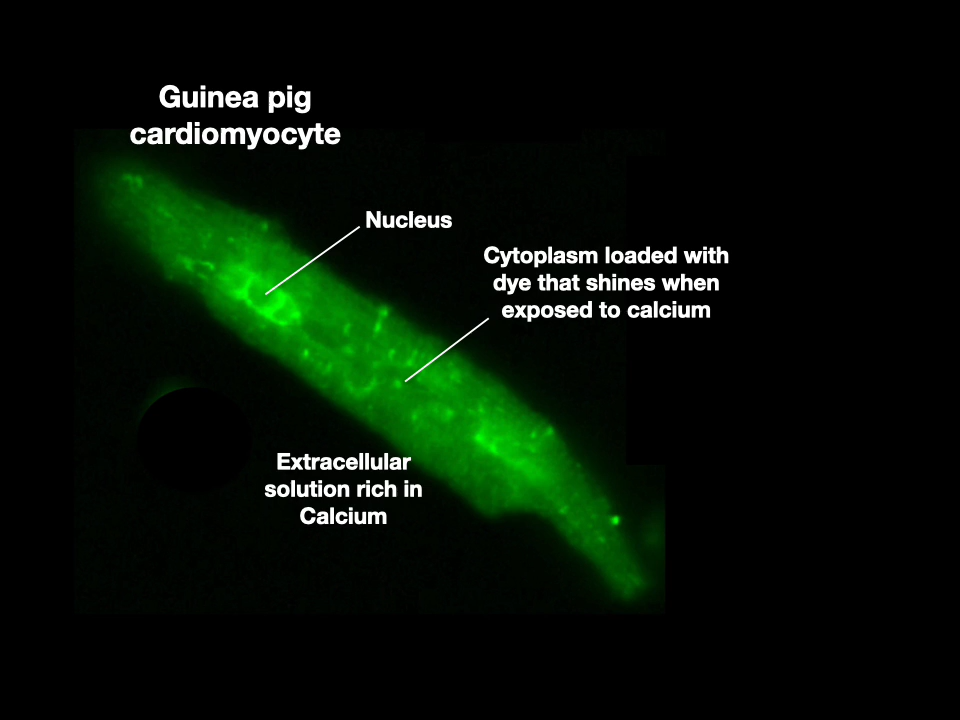 Guinea pig
cardiomyocyte
Nucleus
Cytoplasm loaded with
dye that shines when
exposed to calcium
Extracellular
solution rich in
Calcium